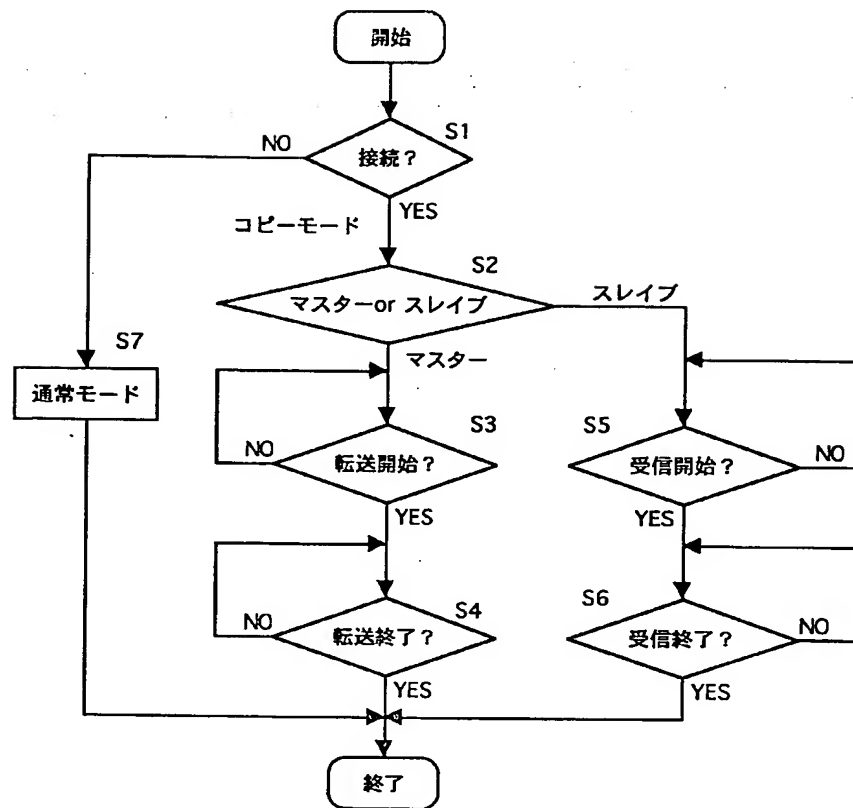 開始
S1
NO
接続？
YES
コピーモード
S2
マスターor スレイブ
スレイブ
S7
マスター
通常モード
S3
S5
NO
転送開始？
受信開始？
NO
YES
YES
S4
S6
NO
転送終了？
受信終了？
NO
YES
YES
終了